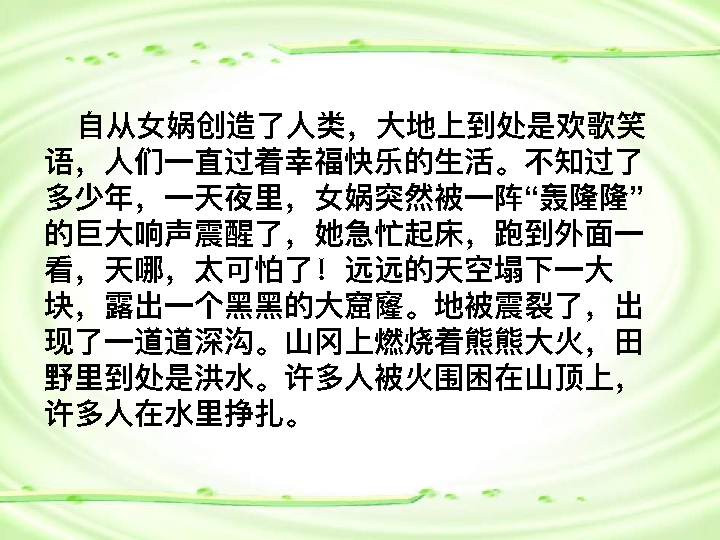 自从女娲创造了人类，大地上到处是欢歌笑
语，人们一直过着幸福快乐的生活。不知过了
多少年，一天夜里，女娲突然被一阵“轰隆隆”
的巨大响声震醒了，她急忙起床，跑到外面一
看，天哪，太可怕了！远远的天空塌下一大
块，露出一个黑黑的大窟窿。地被震裂了，出
现了一道道深沟。山冈上燃烧着熊熊大火，田
野里到处是洪水。许多人被火围困在山顶上，
许多人在水里挣扎。